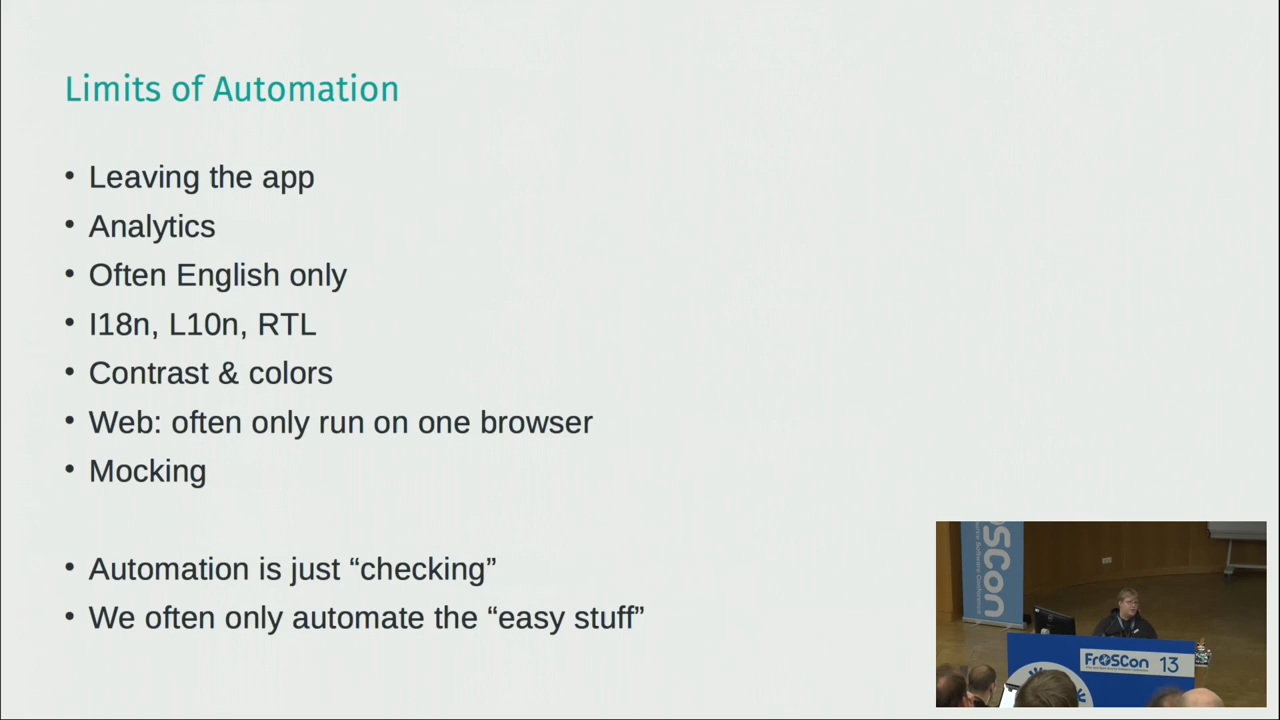 Limits of Automation
• Leaving the app
• Analytics
• Often English only
• I18n, L10n, RTL
• Contrast & colors
• Web: often only run on one browser
• Mocking
• Automation is just “checking”
• We often only automate the “easy stuff”
FrOSCon 13